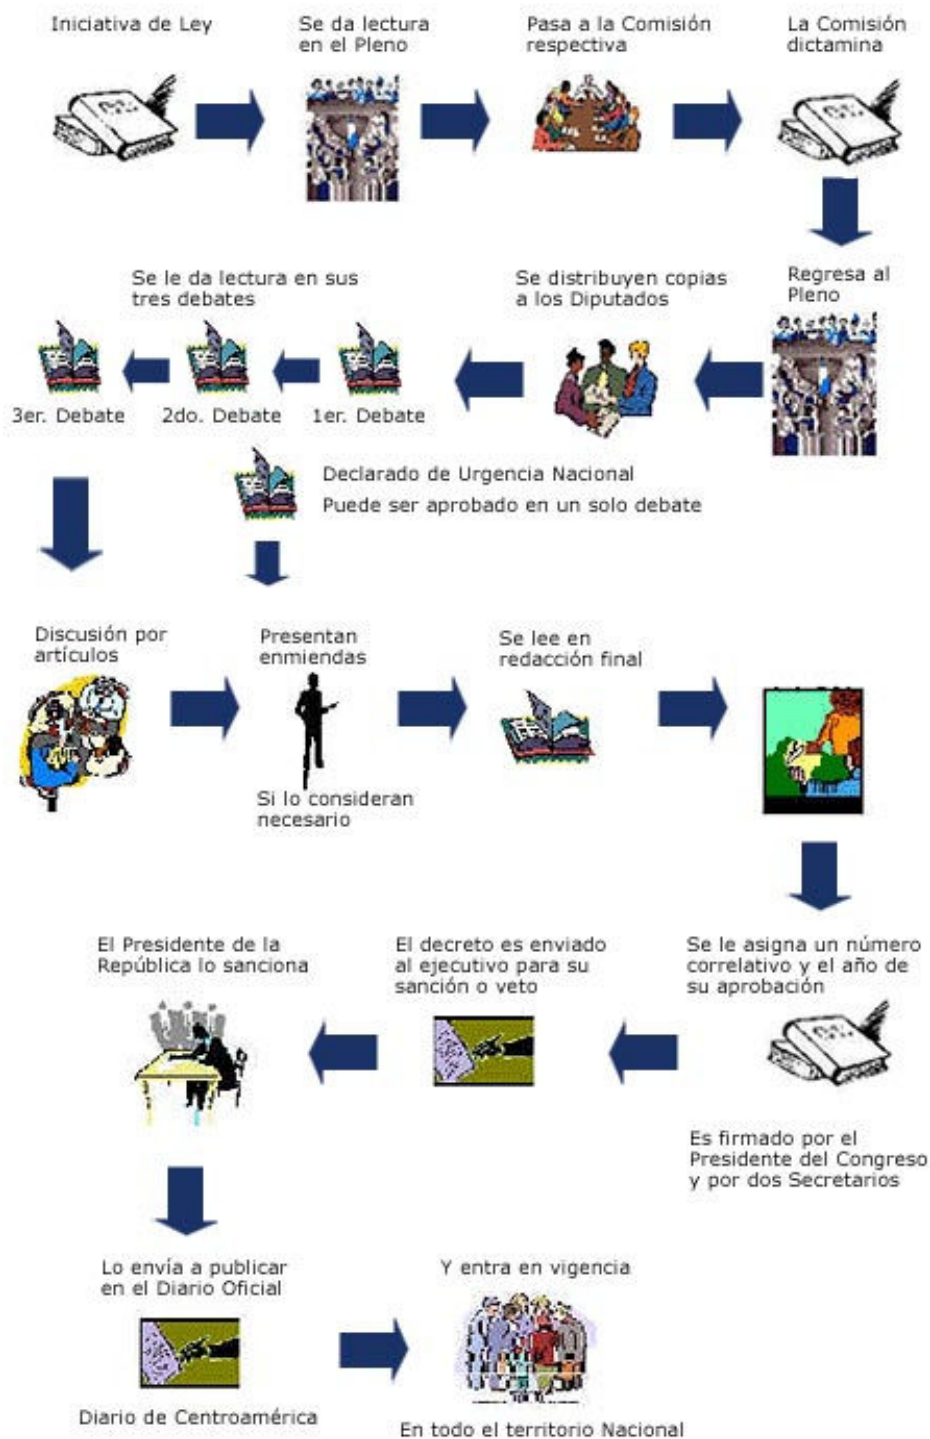 Iniciativa de Ley
Se da lectura
en el Pleno
Pasa a la Comisión
respectiva
La Comisión
dictamina
Regresa al
Pleno
Se distribuyen copias
a los Diputados
Se le da lectura en sus
tres debates
1er. Debate
2do. Debate
3er. Debate
Declarado de Urgencia Nacional
Puede ser aprobado en un solo debate
Discusión por
artículos
Presentan
enmiendas
Si lo consideran
necesario
Se lee en
redacción final
Se le asigna un número
correlativo y el año de
su aprobación
Es firmado por el
Presidente del Congreso
y por dos Secretarios
El decreto es enviado
al ejecutivo para su
sanción o veto
El Presidente de la
República lo sanciona
Lo envía a publicar
en el Diario Oficial
Diario de Centroamérica
Y entra en vigencia
En todo el territorio Nacional